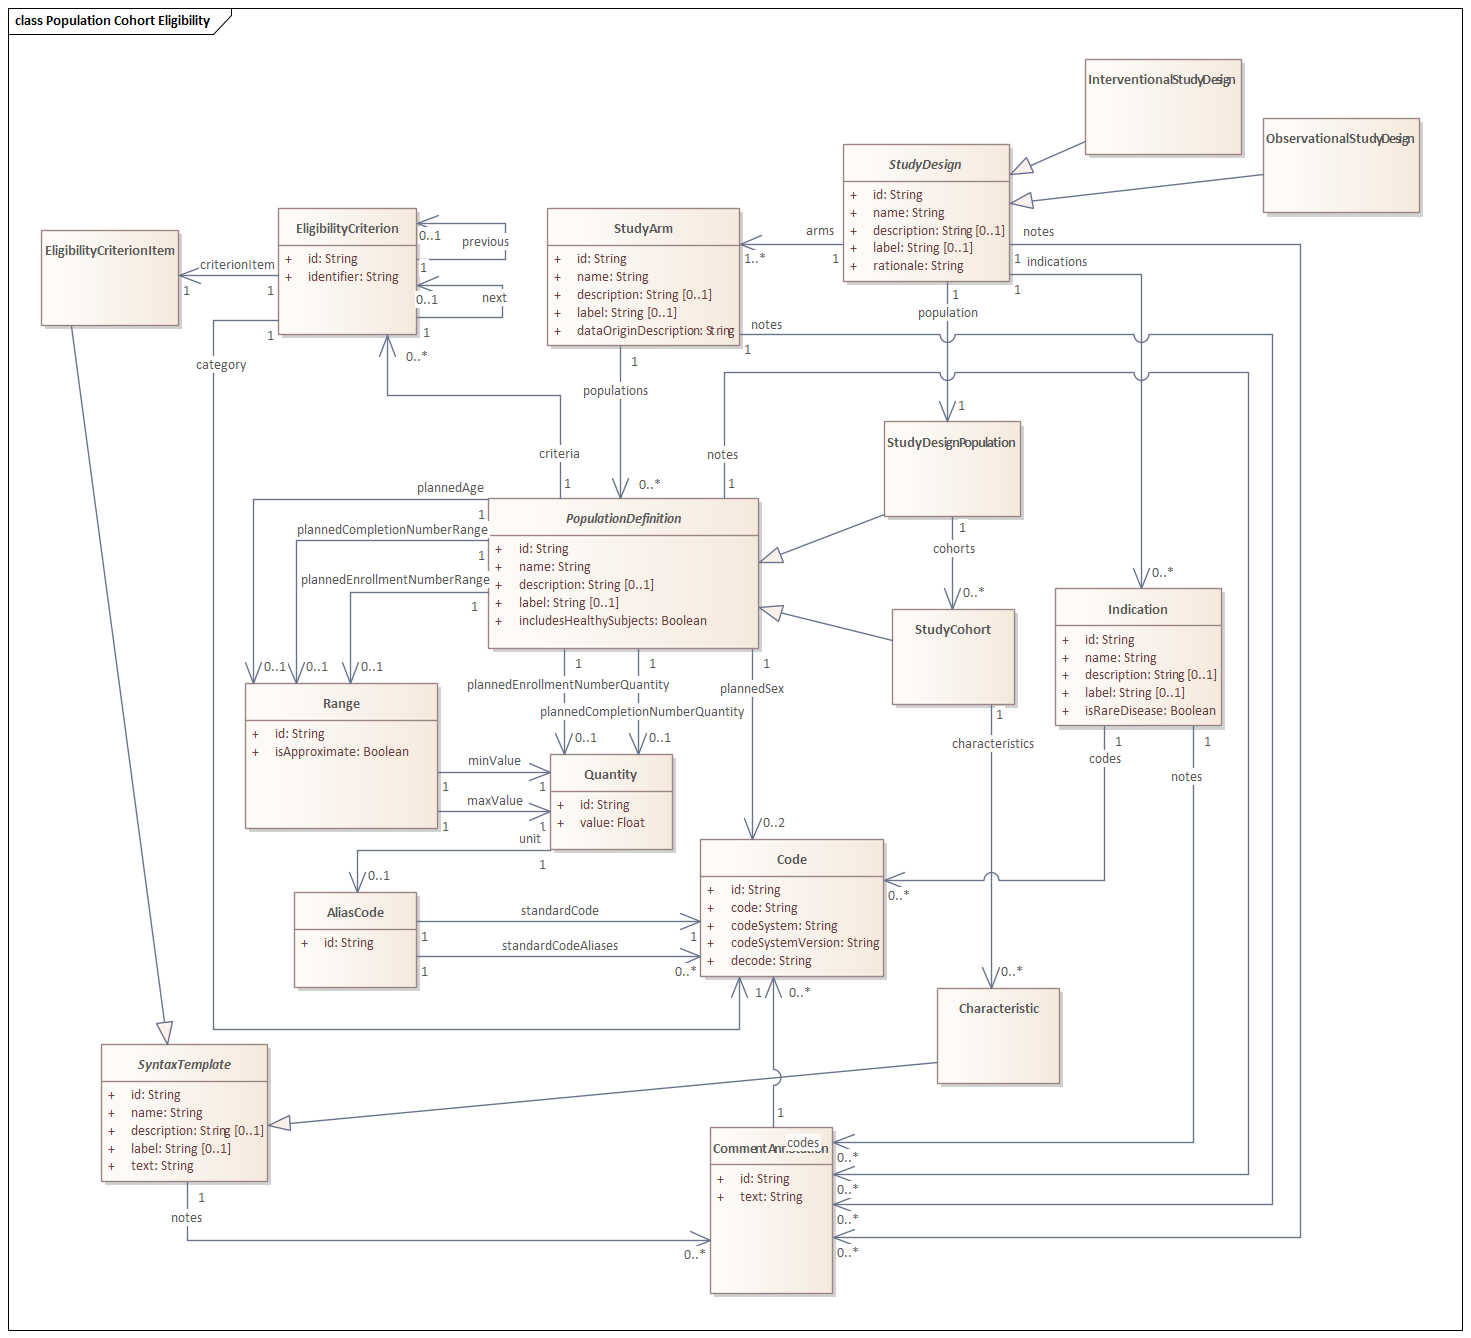 class Population Cohort Eligibility
InterventionalStudyDesign
ObservationalStudyDesign
StudyDesign
+ id: String
+ name: String
+ description: String [0..1]
+ label: String [0..1]
+ rationale: String
EligibilityCriterionItem
EligibilityCriterion
+ id: String
+ identifier: String
0..1
previous
1
0..1
next
1
criterionItem
1
1
1
category
0..*
StudyArm
+ id: String
+ name: String
+ description: String [0..1]
+ label: String [0..1]
+ dataOriginDescription: String
arms
1..*
1
notes
1
indications
1
1
population
1
notes
1
1
populations
0..*
criteria
1
notes
1
StudyDesignPopulation
1
cohorts
0..*
0..*
plannedAge
1
plannedCompletionNumberRange
1
plannedEnrollmentNumberRange
1
PopulationDefinition
+ id: String
+ name: String
+ description: String [0..1]
+ label: String [0..1]
+ includesHealthySubjects: Boolean
StudyCohort
Indication
+ id: String
+ name: String
+ description: String [0..1]
+ label: String [0..1]
+ isRareDisease: Boolean
0..1
0..1
0..1
1
1
1
plannedEnrollmentNumberQuantity
plannedSex
plannedCompletionNumberQuantity
0..1
0..1
Range
+ id: String
+ isApproximate: Boolean
1
characteristics
1
codes
1
notes
minValue
1
1
maxValue
1
1
Quantity
+ id: String
+ value: Float
unit
1
0..1
0..2
Code
+ id: String
+ code: String
+ codeSystem: String
+ codeSystemVersion: String
+ decode: String
0..*
AliasCode
+ id: String
standardCode
1
1
standardCodeAliases
1
0..*
1
0..*
0..*
Characteristic
SyntaxTemplate
+ id: String
+ name: String
+ description: String [0..1]
+ label: String [0..1]
+ text: String
1
notes
0..*
1
codes
CommentAnnotation
+ id: String
+ text: String
0..*
0..*
0..*
0..*